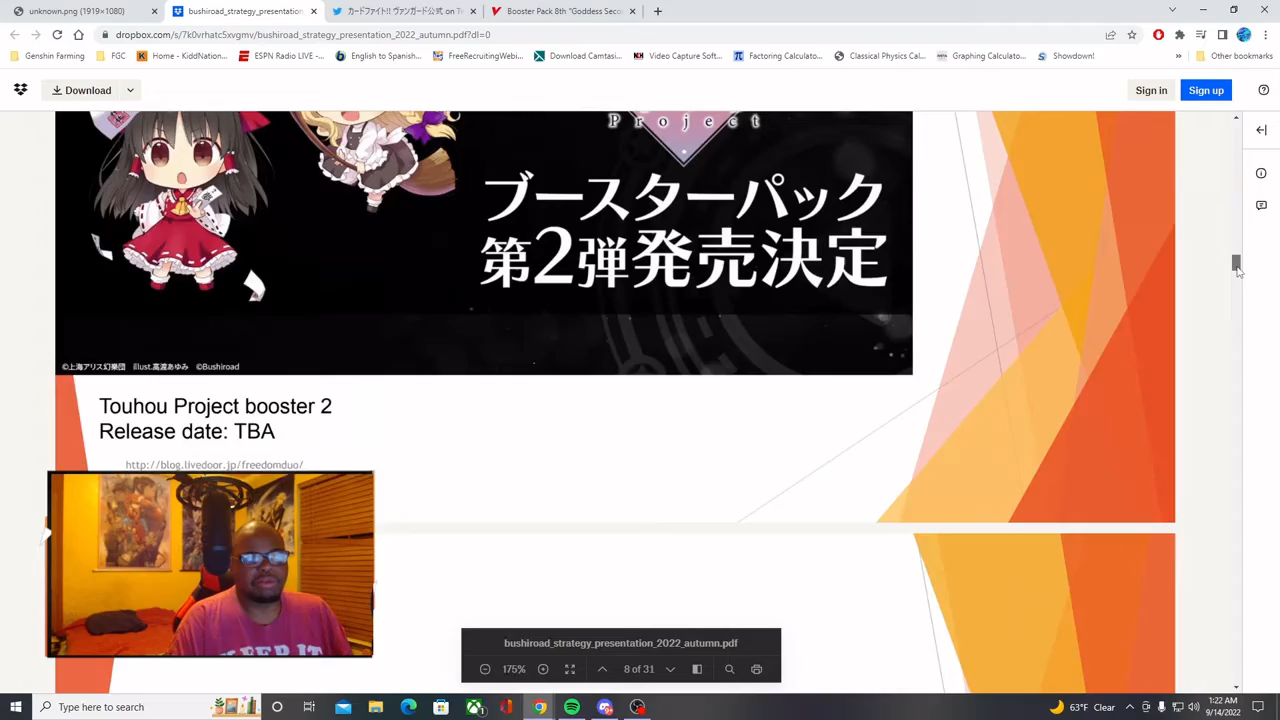 unknown.png (1919×1080)
bushiroad_strategy_presentation
カードファイト!! ヴァンガード公式 on Tw
Booster Pack 8th "Goddess Seco
dropbox.com/s/7k0vrhatc5xvgmv/bushiroad_strategy_presentation_2022_autumn.pdf?dl=0
Genshin Farming
FGC
Home - KiddNation...
ESPN Radio LIVE -...
English to Spanish...
FreeRecruitingWebi...
Download Camtasi...
Video Capture Soft...
Factoring Calculato...
Classical Physics Cal...
Graphing Calculato...
Showdown!
Other bookmarks
Download
Sign in
Sign up
Project
ブースターパック
第2弾発売決定
©上海アリス幻樂団 illust.高遠あゆみ ©Bushiroad
Touhou Project booster 2
Release date: TBA
http://blog.livedoor.jp/freedomduo/
KEEP IT
bushiroad_strategy_presentation_2022_autumn.pdf
175%
8 of 31
Type here to search
63°F Clear
1:22 AM
9/14/2022